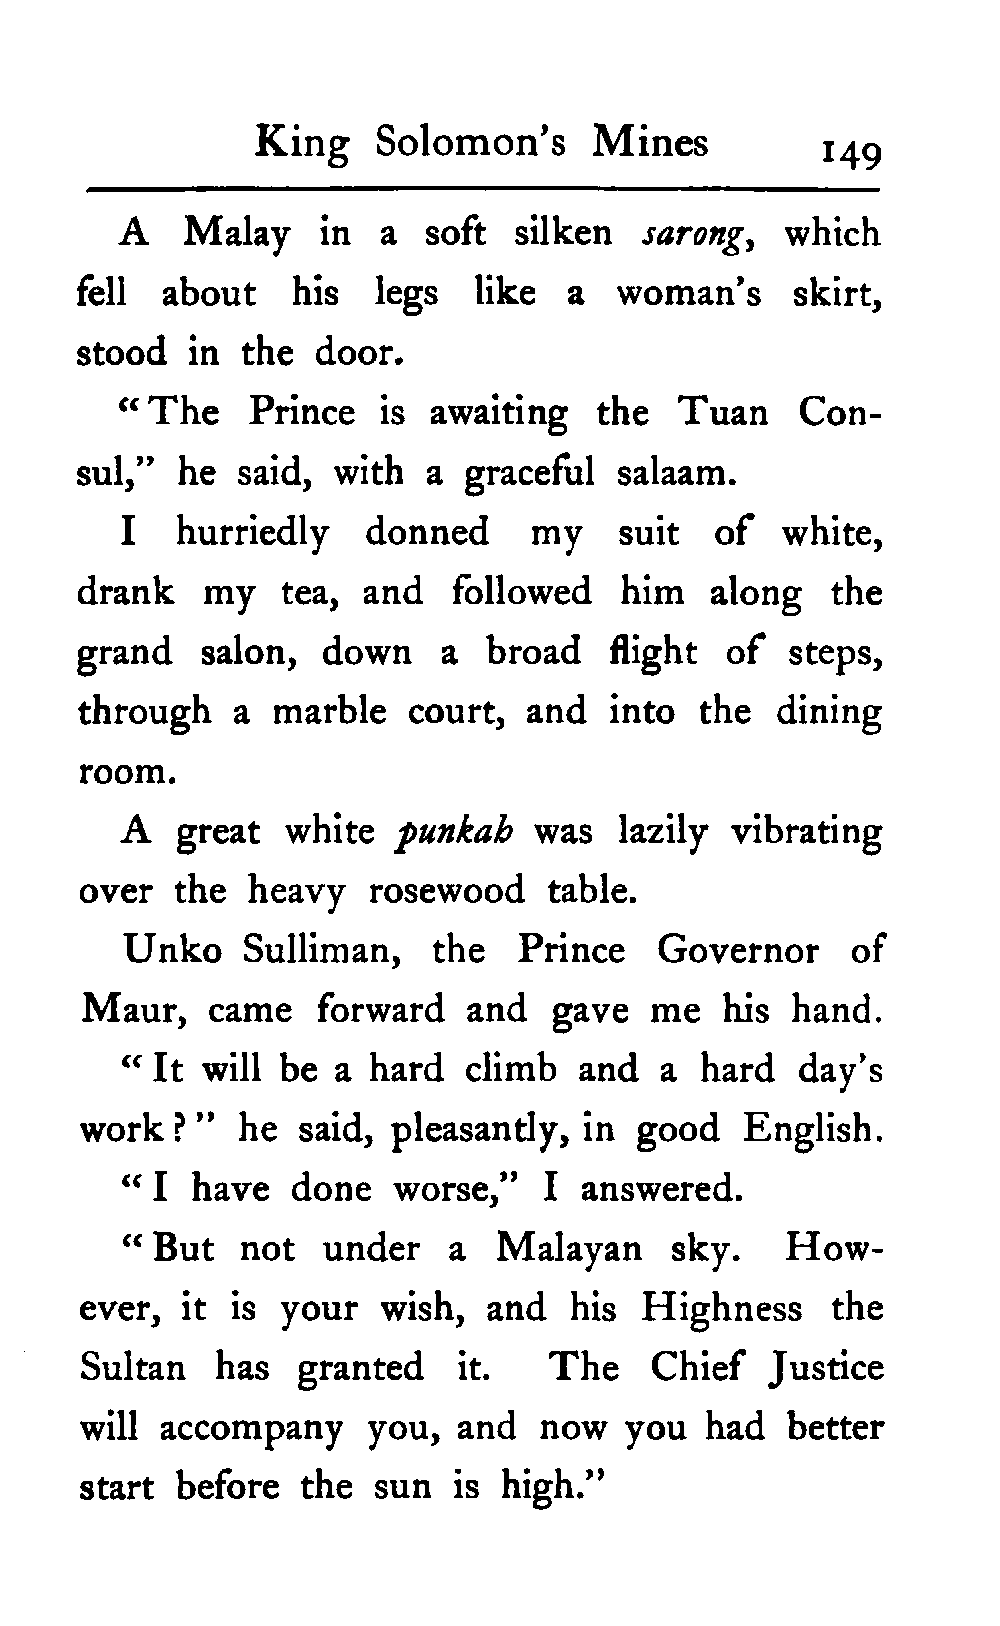 King Solomon's Mines 149
A Malay in a soft silken sarong, which
fell about his legs like a woman's skirt,
stood in the door.
“The Prince is awaiting the Tuan Con-
sul,” he said, with a graceful salaam.
I hurriedly donned my suit of white,
drank my tea, and followed him along the
grand salon, down a broad flight of steps,
through a marble court, and into the dining
room.
A great white punkah was lazily vibrating
over the heavy rosewood table.
Unko Sulliman, the Prince Governor of
Maur, came forward and gave me his hand.
“It will be a hard climb and a hard day's
work?” he said, pleasantly, in good English.
“I have done worse,” I answered.
“But not under a Malayan sky. How-
ever, it is your wish, and his Highness the
Sultan has granted it. The Chief Justice
will accompany you, and now you had better
start before the sun is high.”